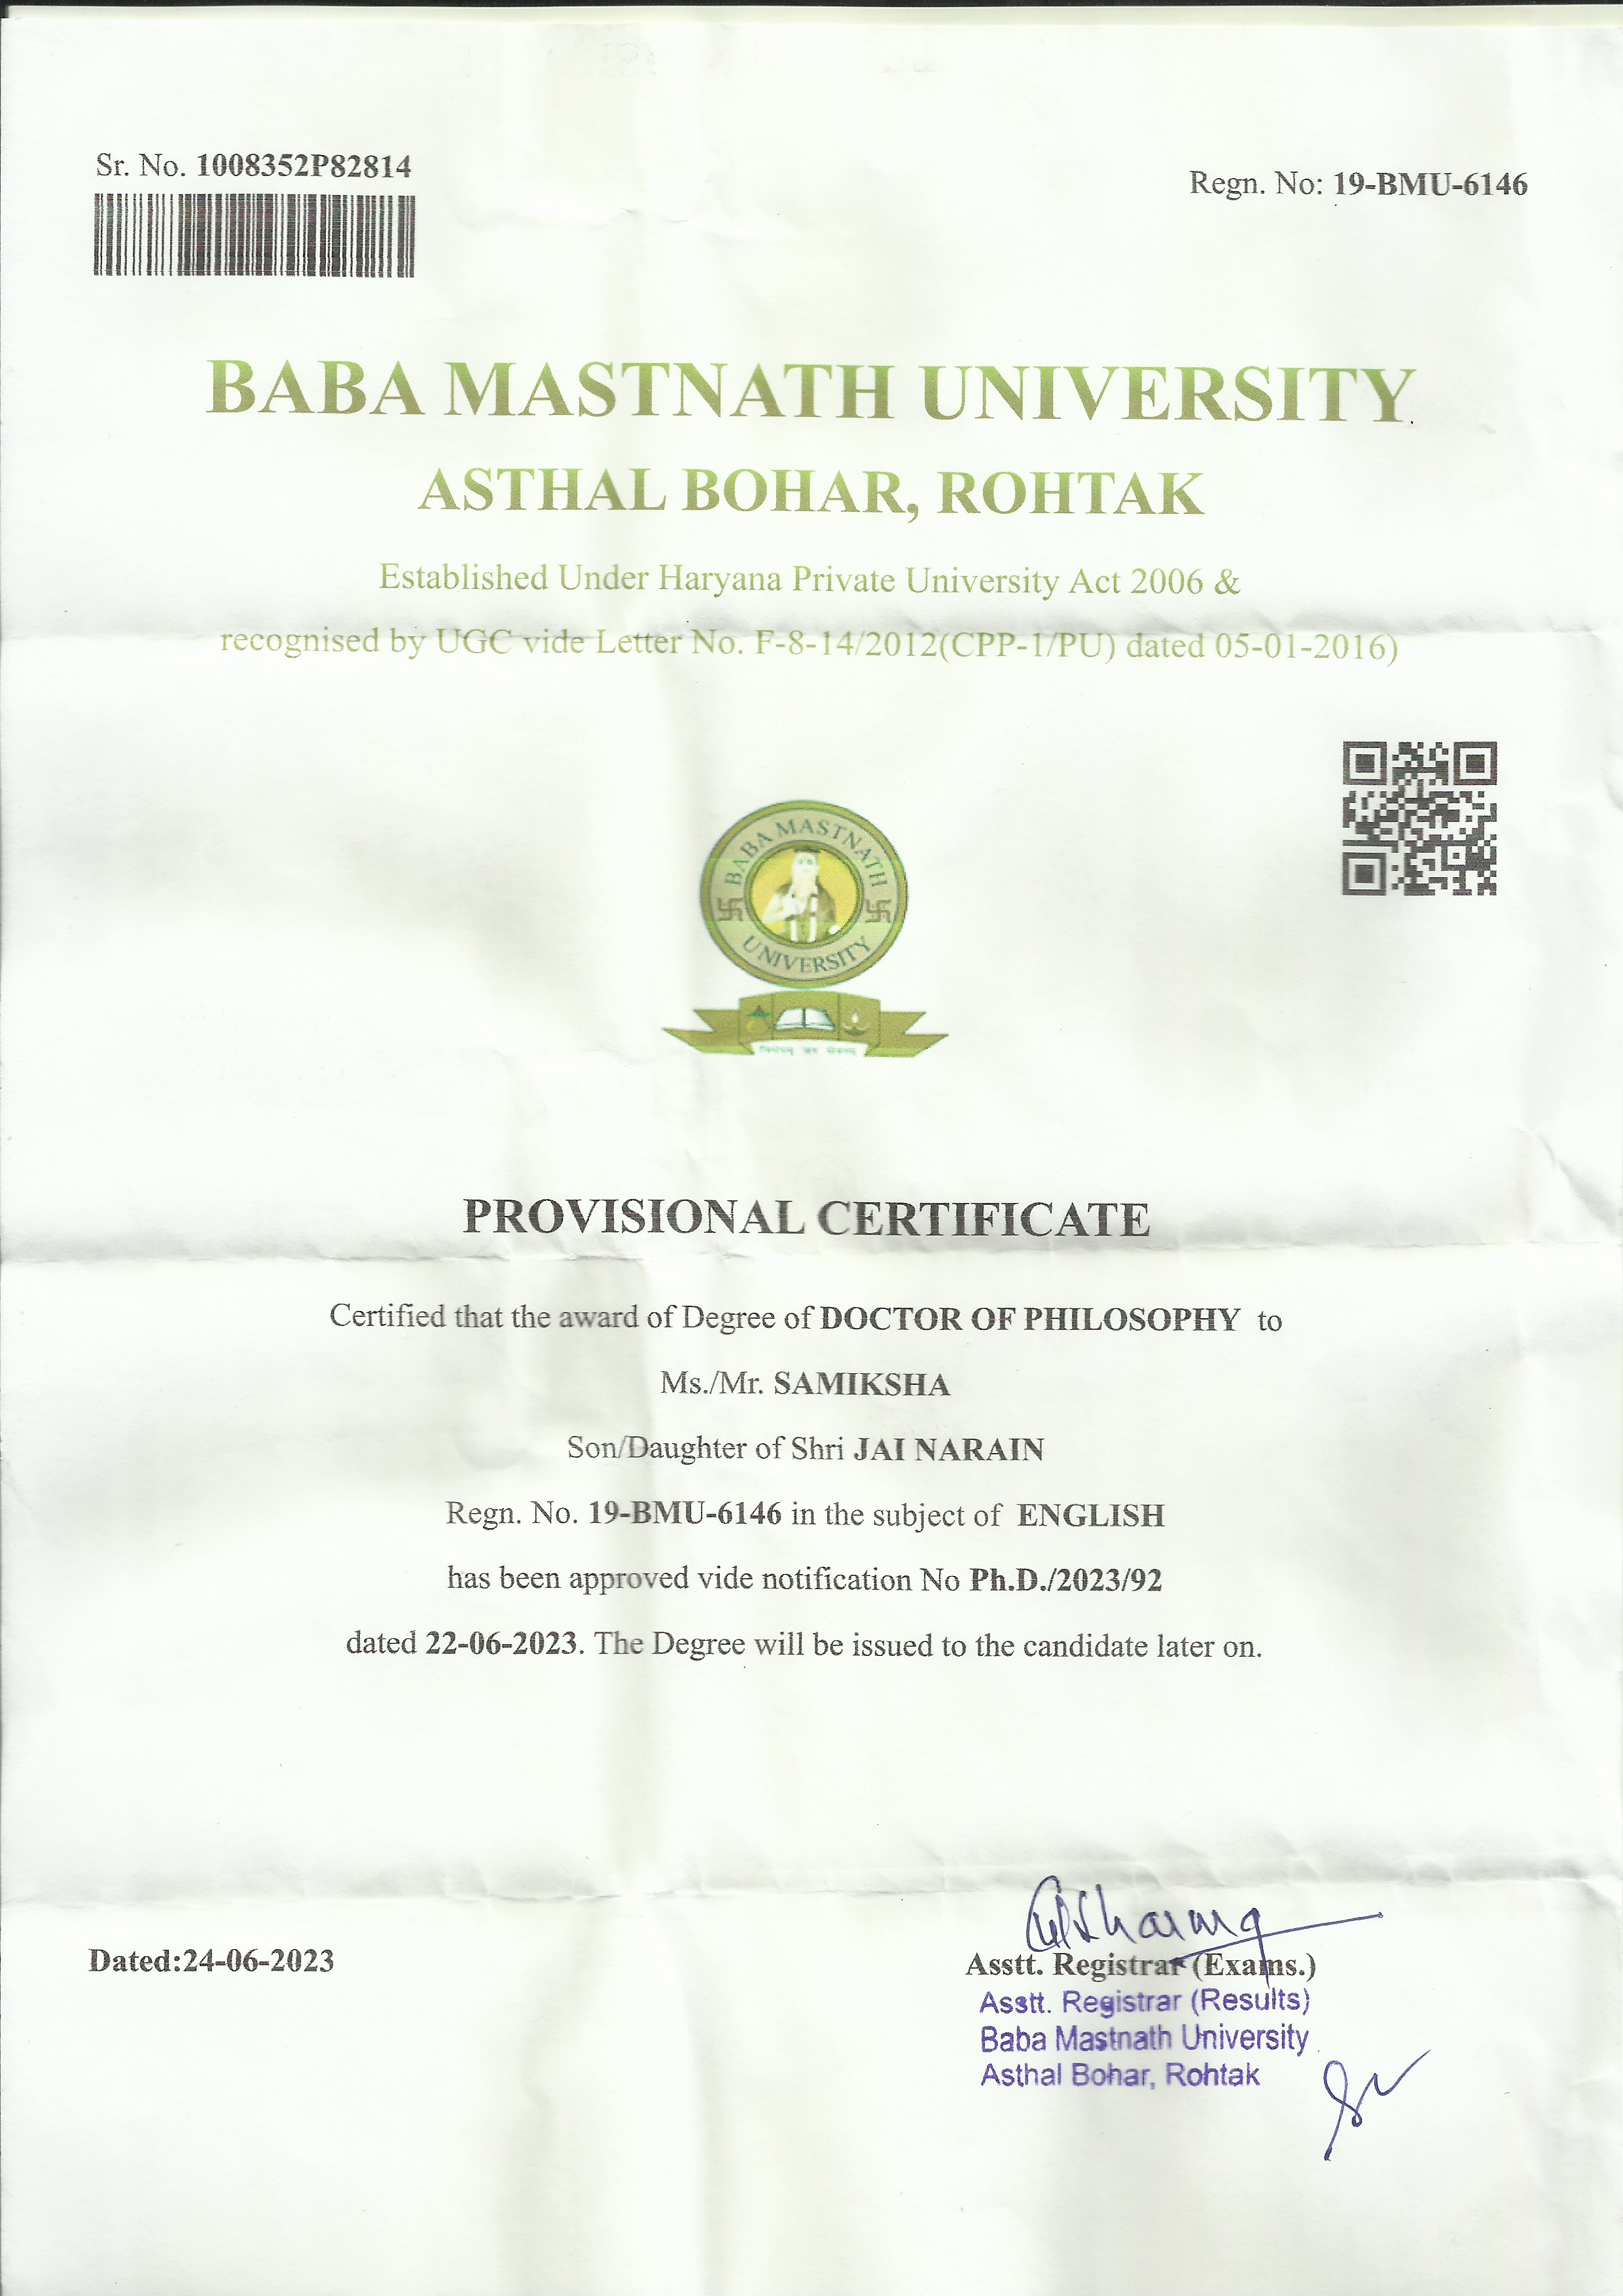 Sr. No. 1008352P82814
Regn. No: 19-BMU-6146
BABA MASTNATH UNIVERSITY
ASTHAL BOHAR, ROHTAK
Established Under Haryana Private University Act 2006 &
recognised by UGC vide Letter No. F-8-14/2012(CPP-1/PU) dated 05-01-2016)
BABA MASTNATH
UNIVERSITY
PROVISIONAL CERTIFICATE
Certified that the award of Degree of DOCTOR OF PHILOSOPHY to
Ms./Mr. SAMIKSHA
Son/Daughter of Shri JAI NARAIN
Regn. No. 19-BMU-6146 in the subject of ENGLISH
has been approved vide notification No Ph.D./2023/92
dated 22-06-2023. The Degree will be issued to the candidate later on.
Dated:24-06-2023
Asstt. Registrar (Exams.)
Asstt. Registrar (Results)
Baba Mastnath University
Asthal Bohar, Rohtak